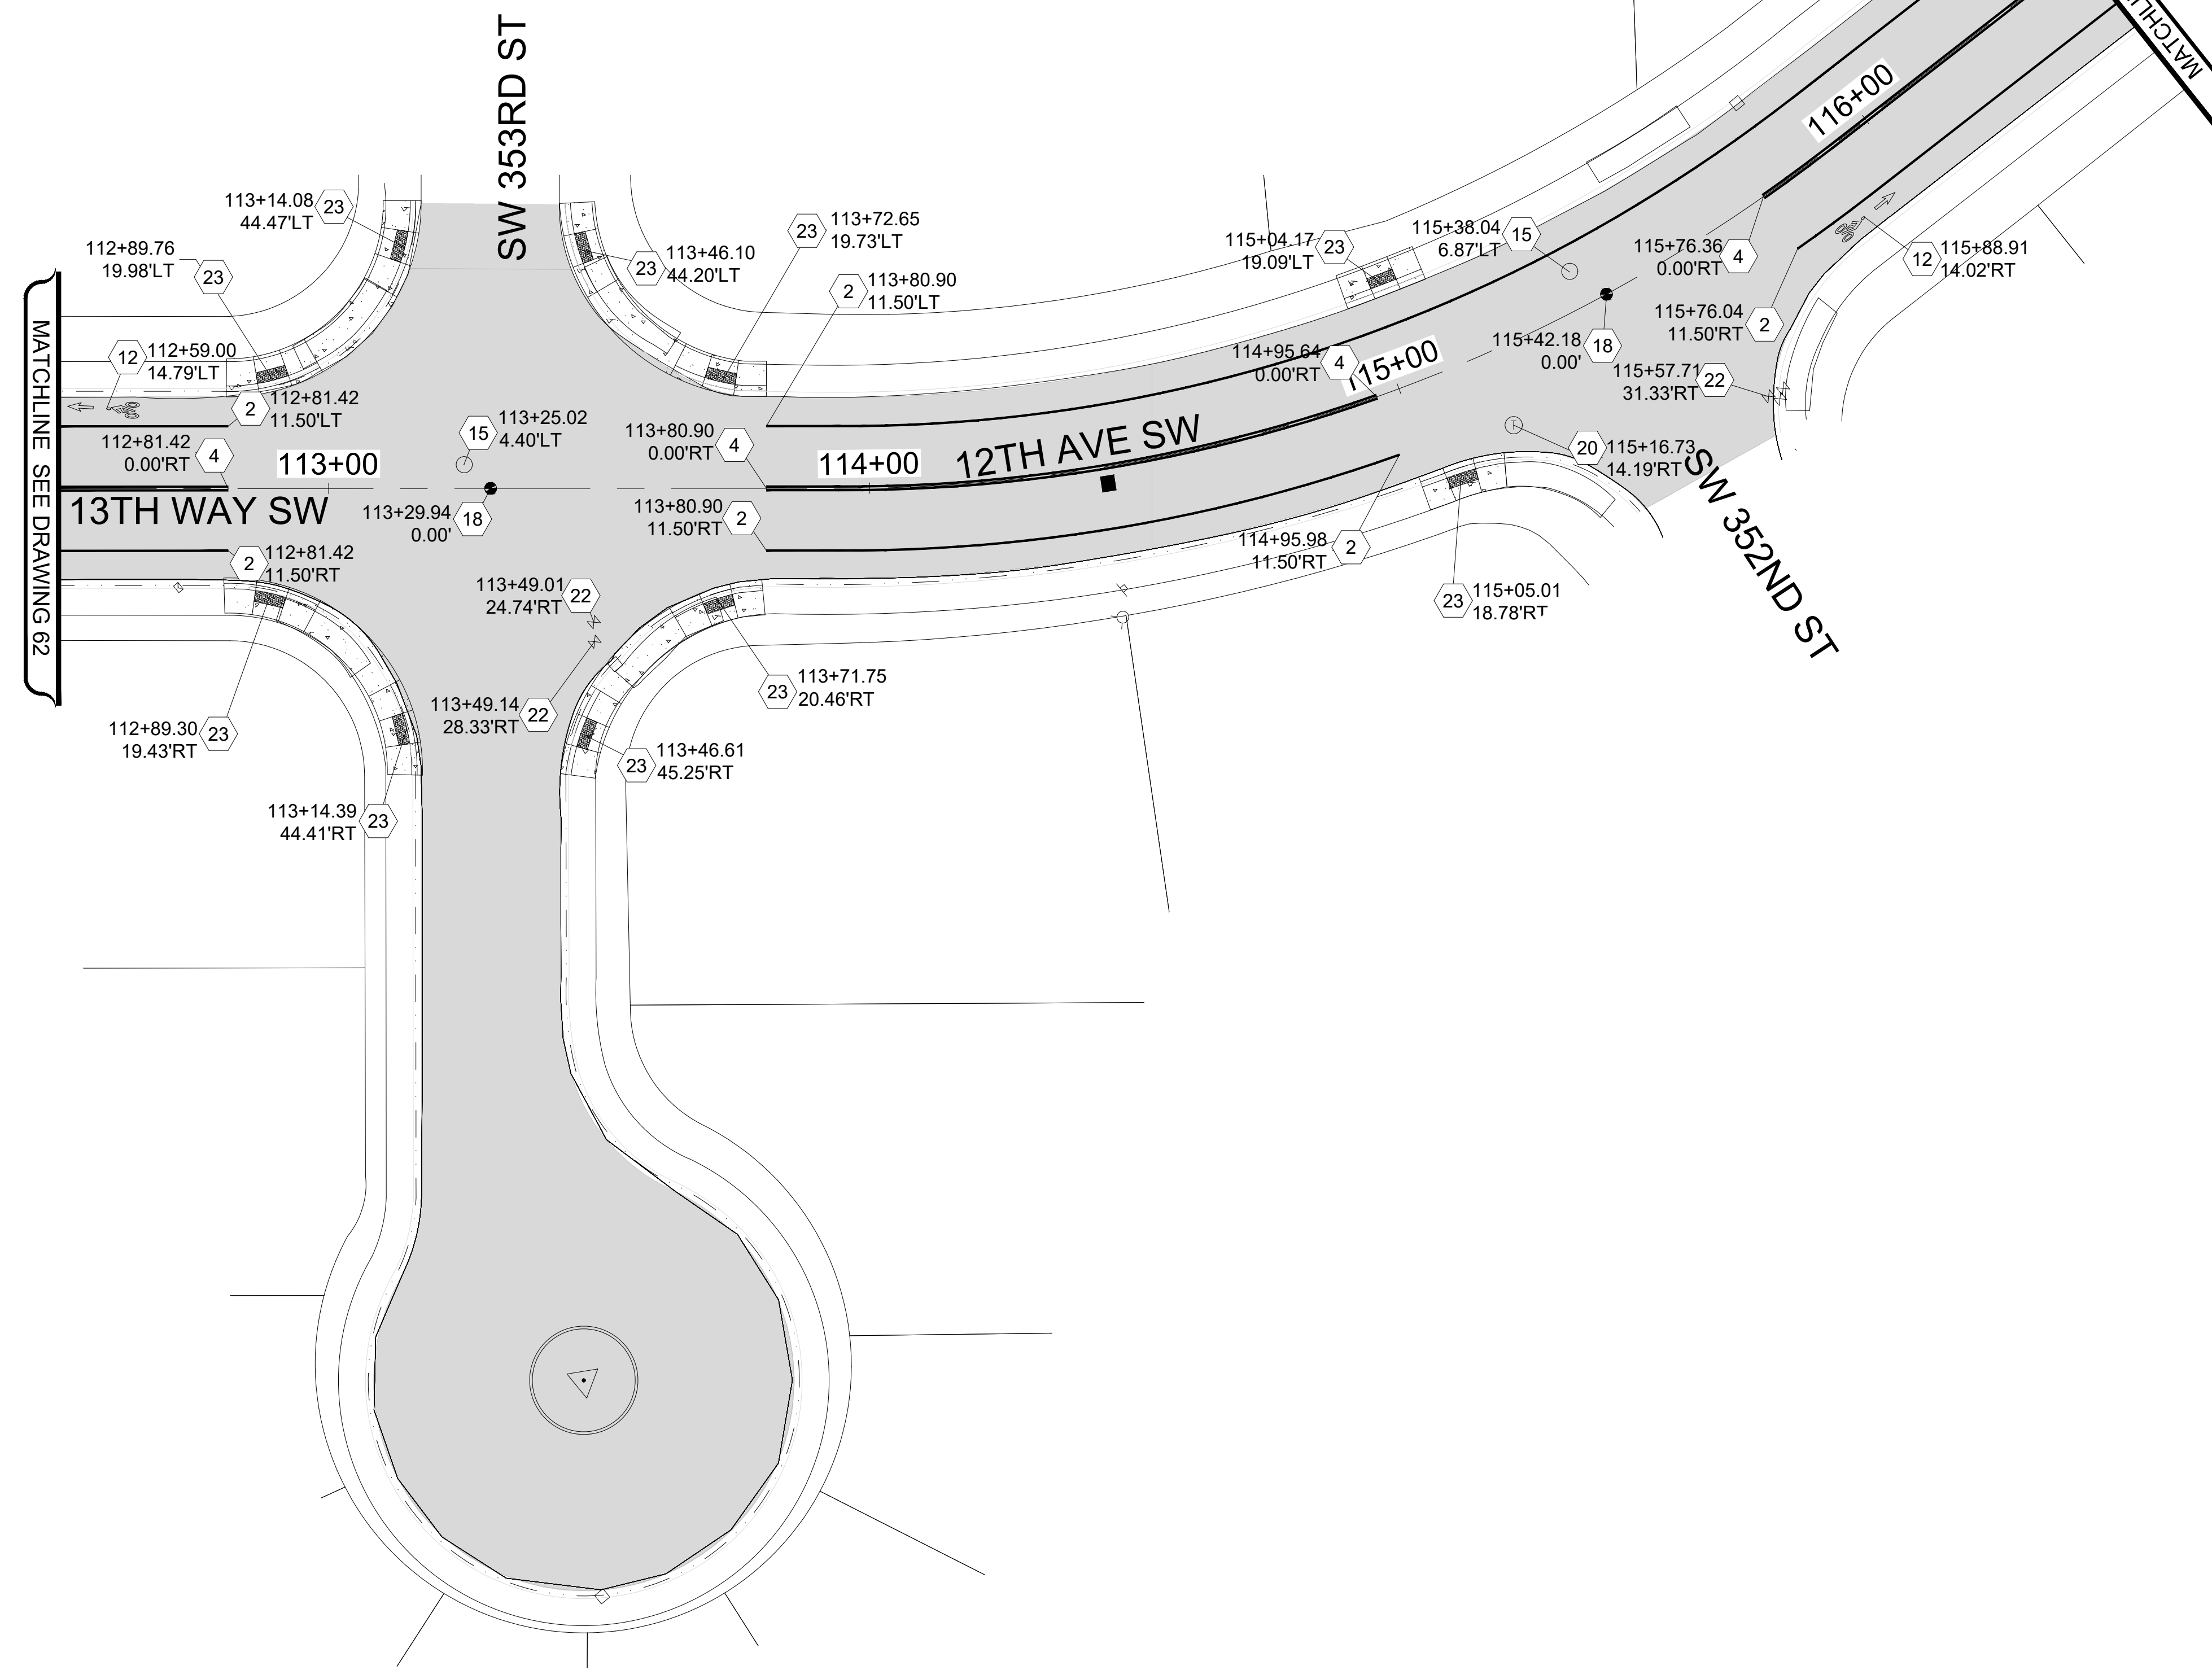 SW 353RD ST
MATCHLI
116+00
113+14.08
44.47'LT
23
112+89.76
19.98'LT
23
23
113+46.10
44.20'LT
23
113+72.65
19.73'LT
2
113+80.90
11.50'LT
115+04.17
19.09'LT
23
115+38.04
6.87'LT
15
115+76.36
0.00'RT
4
12
115+88.91
14.02'RT
115+76.04
11.50'RT
2
MATCHLINE SEE DRAWING 62
12
112+59.00
14.79'LT
2
112+81.42
11.50'LT
112+81.42
0.00'RT
4
113+00
15
113+25.02
4.40'LT
113+80.90
0.00'RT
4
114+00
12TH AVE SW
114+95.64
0.00'RT
4
115+00
115+42.18
0.00'
18
115+57.71
31.33'RT
22
13TH WAY SW
113+29.94
0.00'
18
113+80.90
11.50'RT
2
20
115+16.73
14.19'RT
SW 352ND ST
2
112+81.42
11.50'RT
113+49.01
24.74'RT
22
114+95.98
11.50'RT
2
23
115+05.01
18.78'RT
112+89.30
19.43'RT
23
113+49.14
28.33'RT
22
23
113+71.75
20.46'RT
23
113+46.61
45.25'RT
113+14.39
44.41'RT
23